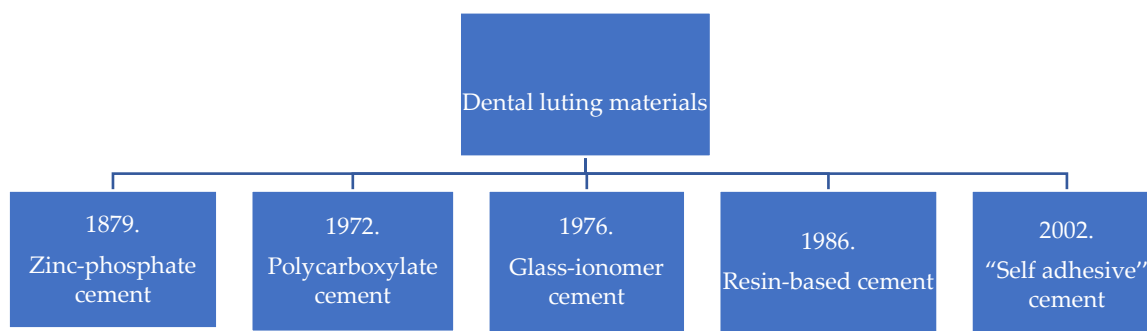 Dental luting materials
1879.
Zinc-phosphate
cement
1972.
Polycarboxylate
cement
1976.
Glass-ionomer
cement
1986.
Resin-based cement
2002.
“Self adhesive”
cement